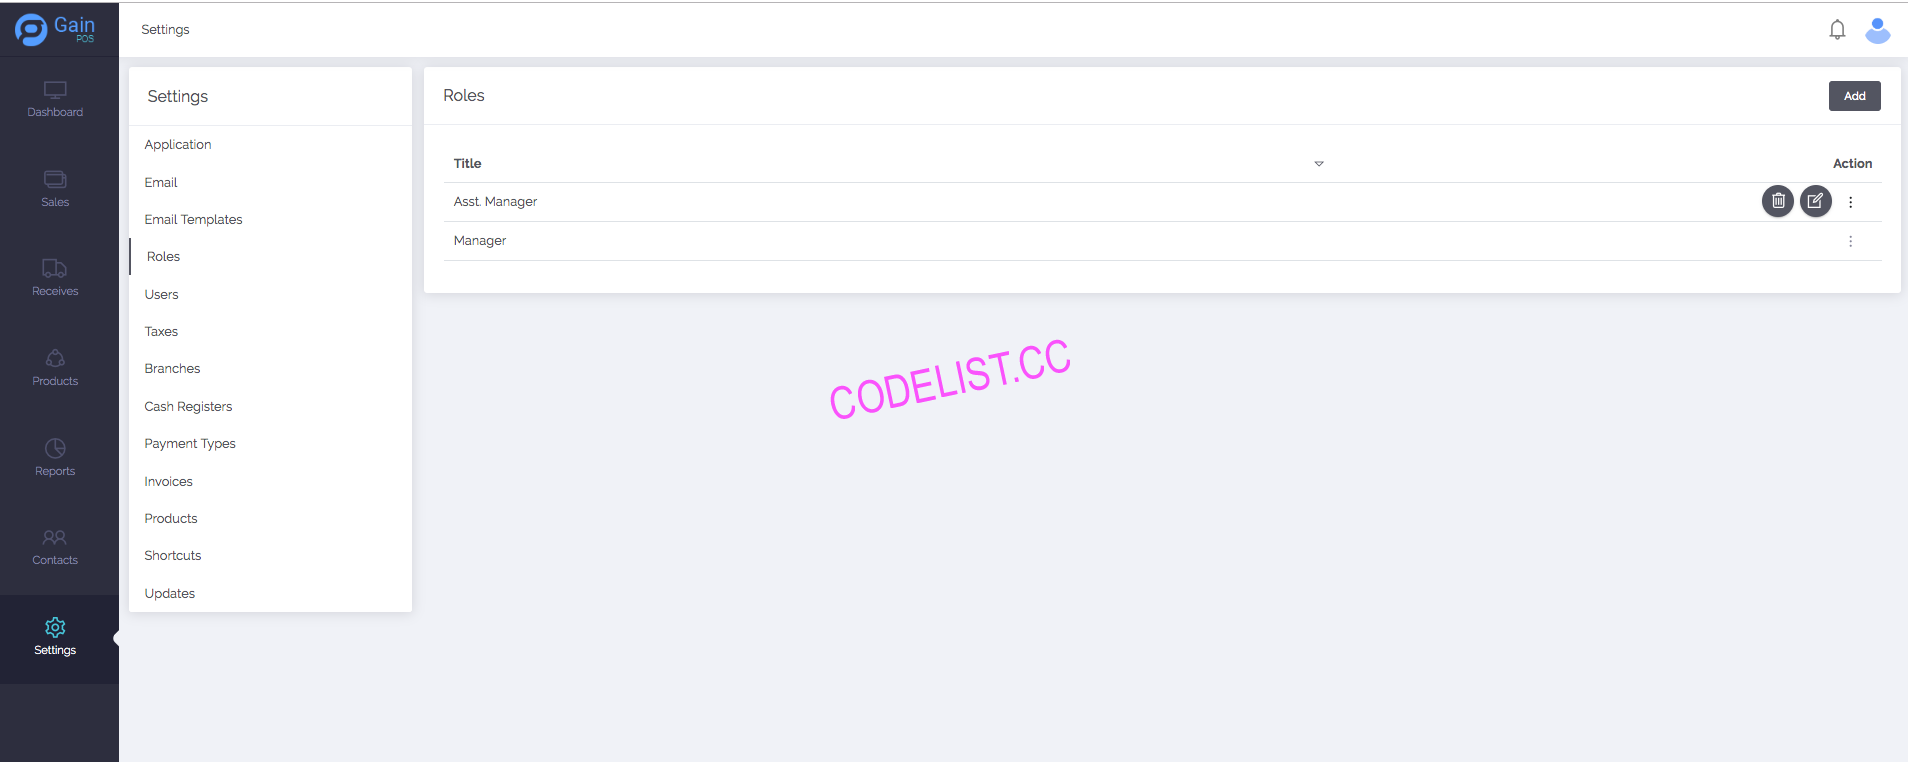 Gain
POS
Settings
Dashboard
Sales
Receives
Products
Reports
Contacts
Settings
Settings
Application
Email
Email Templates
Roles
Users
Taxes
Branches
Cash Registers
Payment Types
Invoices
Products
Shortcuts
Updates
Roles
Add
Title
Action
Asst. Manager
Manager
CODELIST.CC